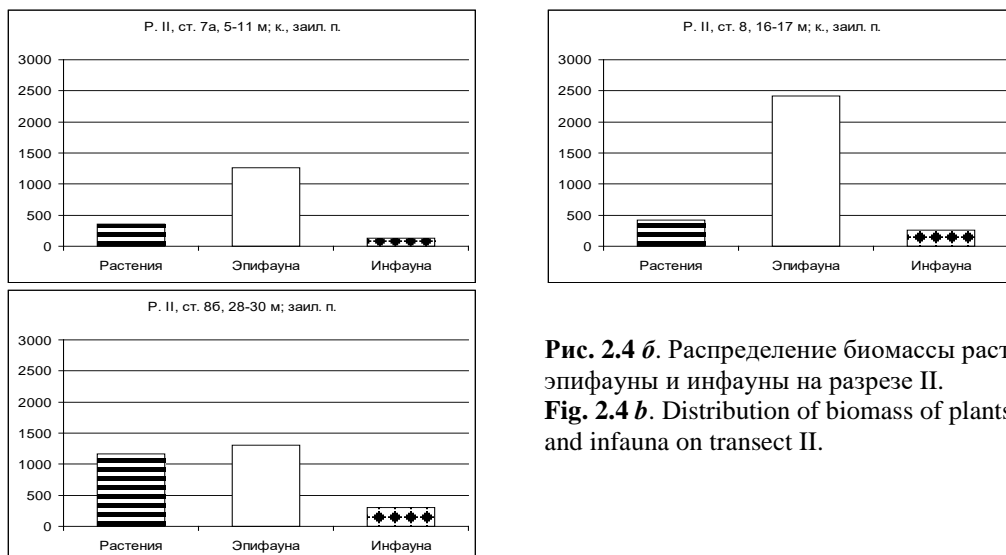 Р. II, ст. 7а, 5-11 м; к., заил. п.
3000
2500
2000
1500
1000
500
0
Растения Эпифауна Инфауна
Р. II, ст. 8, 16-17 м; к., заил. п.
3000
2500
2000
1500
1000
500
0
Растения Эпифауна Инфауна
Р. II, ст. 8б, 28-30 м; заил. п.
3000
2500
2000
1500
1000
500
0
Растения Эпифауна Инфауна
Рис. 2.4 б. Распределение биомассы раст
эпифауны и инфауны на разрезе II.
Fig. 2.4 b. Distribution of biomass of plants
and infauna on transect II.